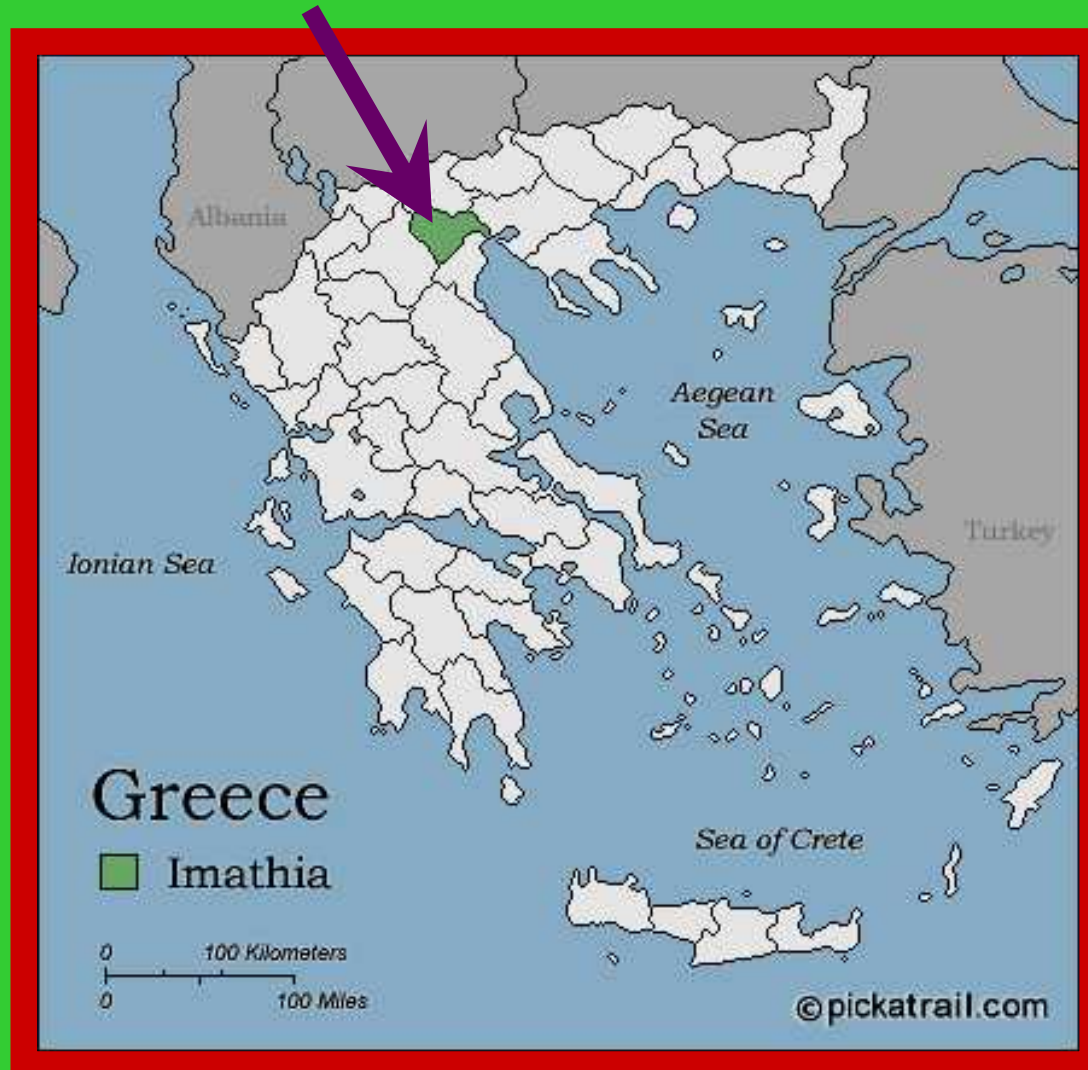 Albania
Aegean
Sea
Turkey
Ionian Sea
Greece
Sea of Crete
Imathia
0 100 Kilometers
0 100 Miles
©pickatrail.com